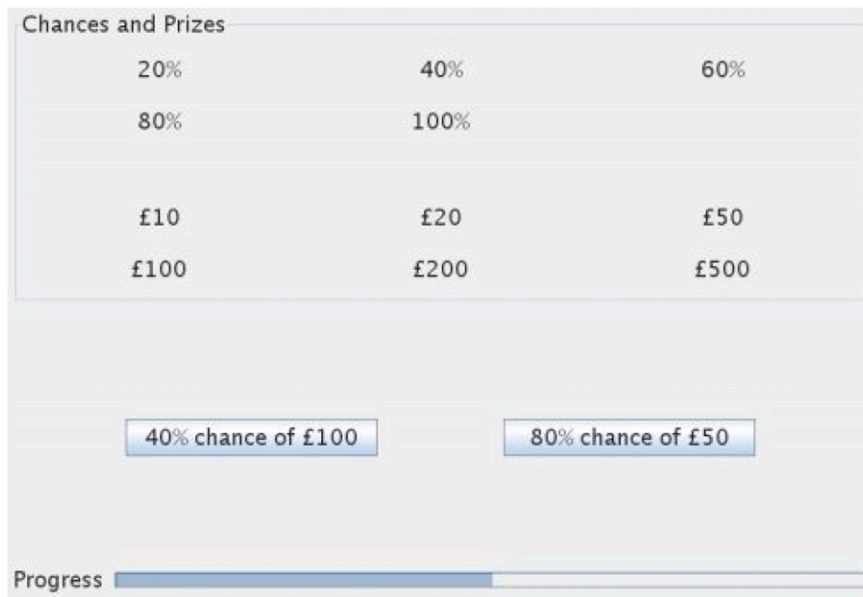 Chances and Prizes
20% 40% 60%
80% 100%
£10 £20 £50
£100 £200 £500
40% chance of £100 80% chance of £50
Progress